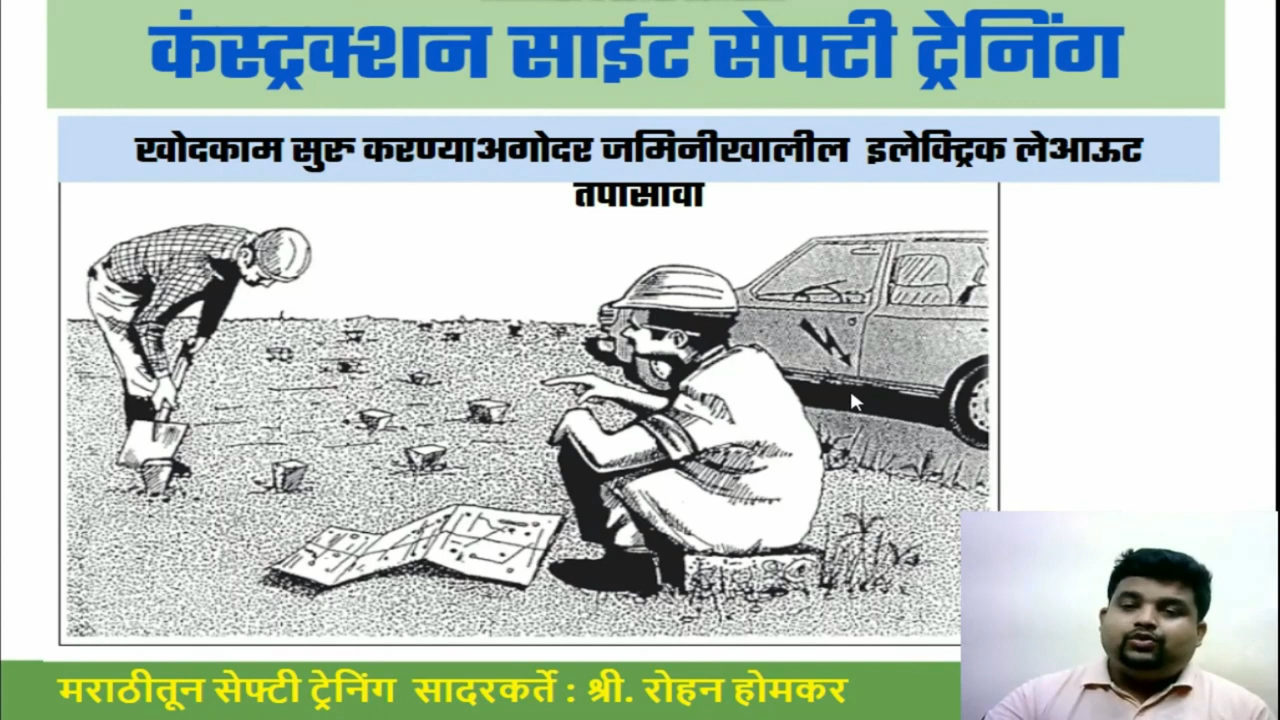 कंस्ट्रक्शन साईट सेफ्टी ट्रेनिंग
खोदकाम सुरु करण्याअगोदर जमिनीखालील इलेक्ट्रिक लेआऊट
तपासावा
मराठीतून सेफ्टी ट्रेनिंग सादरकर्ते : श्री. रोहन होमकर